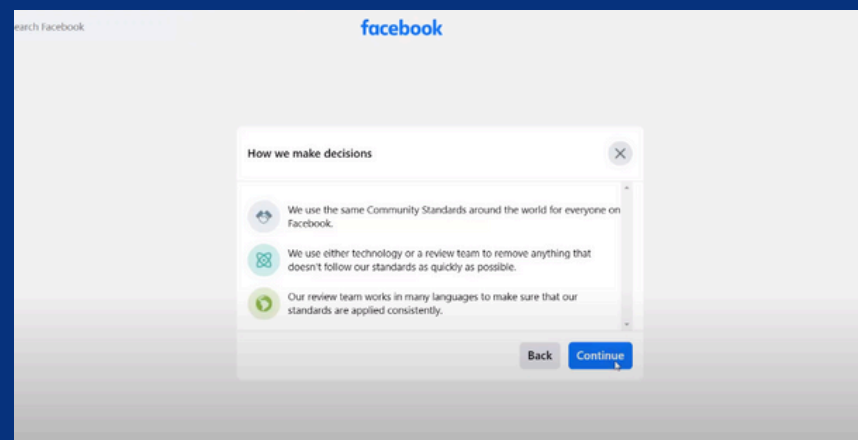 earch Facebook
facebook
How we make decisions
We use the same Community Standards around the world for everyone on
Facebook.
We use either technology or a review team to remove anything that
doesn't follow our standards as quickly as possible.
Our review team works in many languages to make sure that our
standards are applied consistently.
Back
Continue